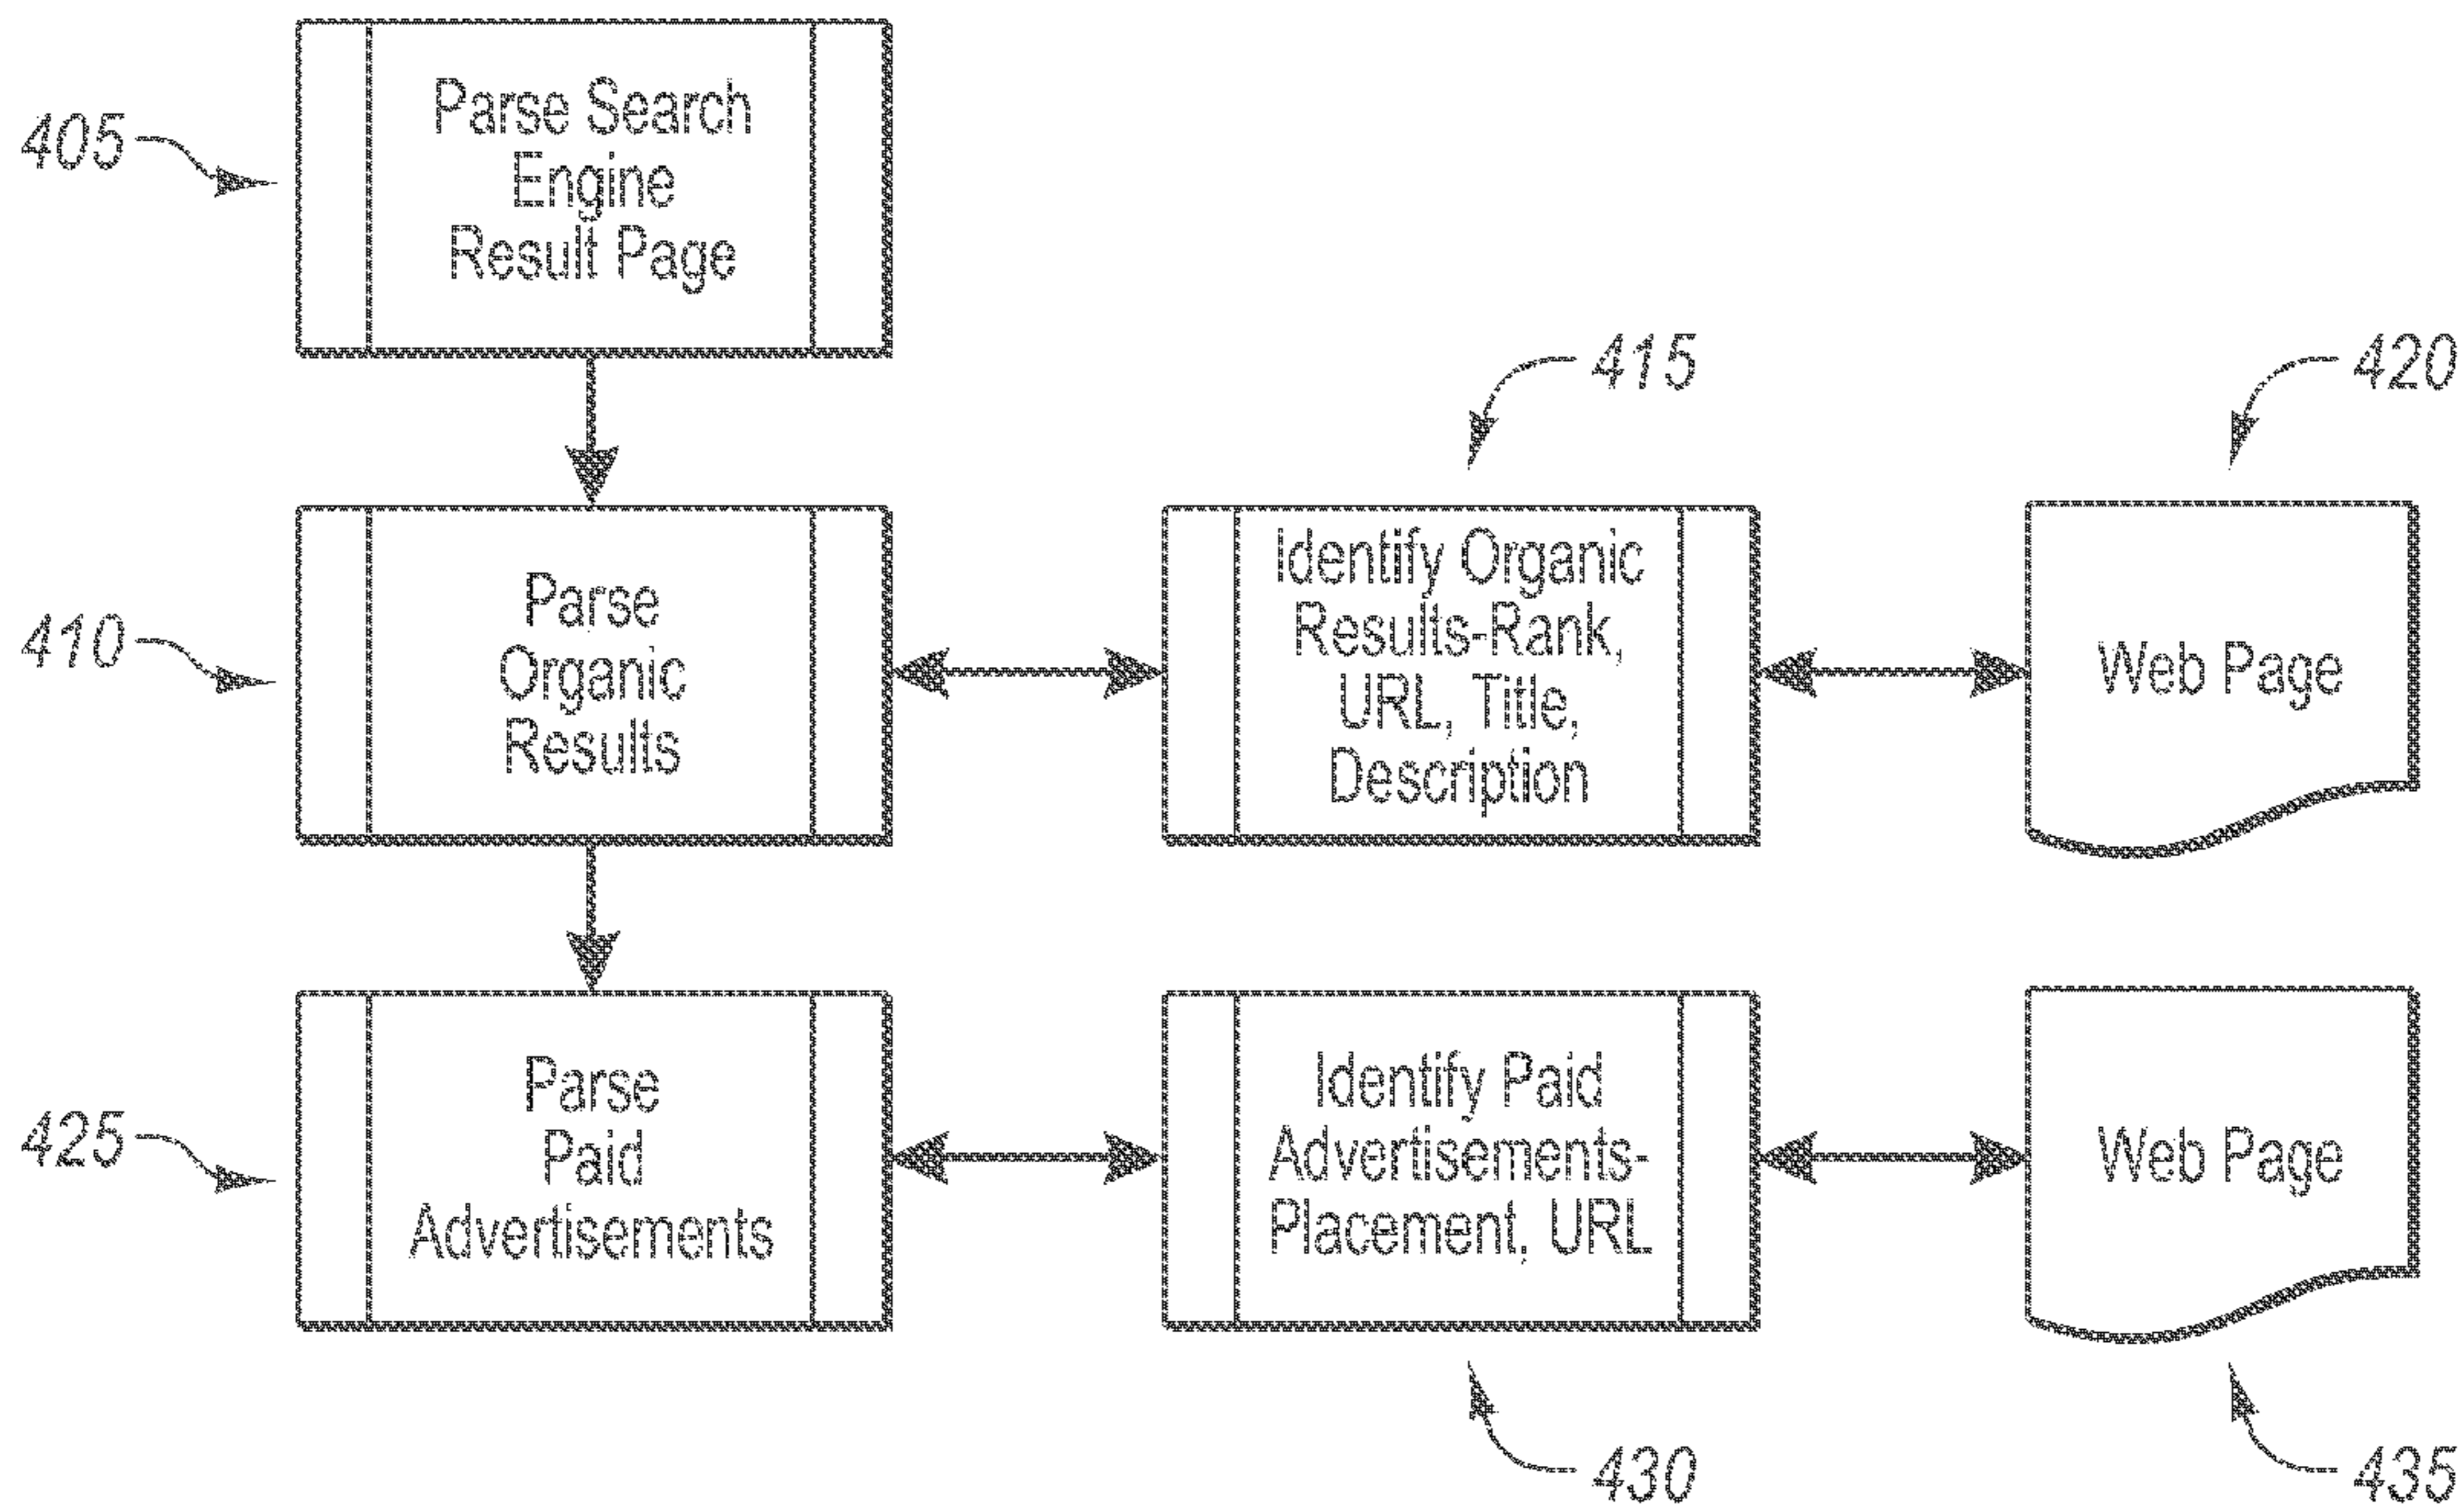 405
Parse Search
Engine
Result Page
415
420
410
Parse
Organic
Results
Identify Organic
Results-Rank,
URL, Title,
Description
Web Page
425
Parse
Paid
Advertisements
Identify Paid
Advertisements-
Placement, URL
Web Page
430
435